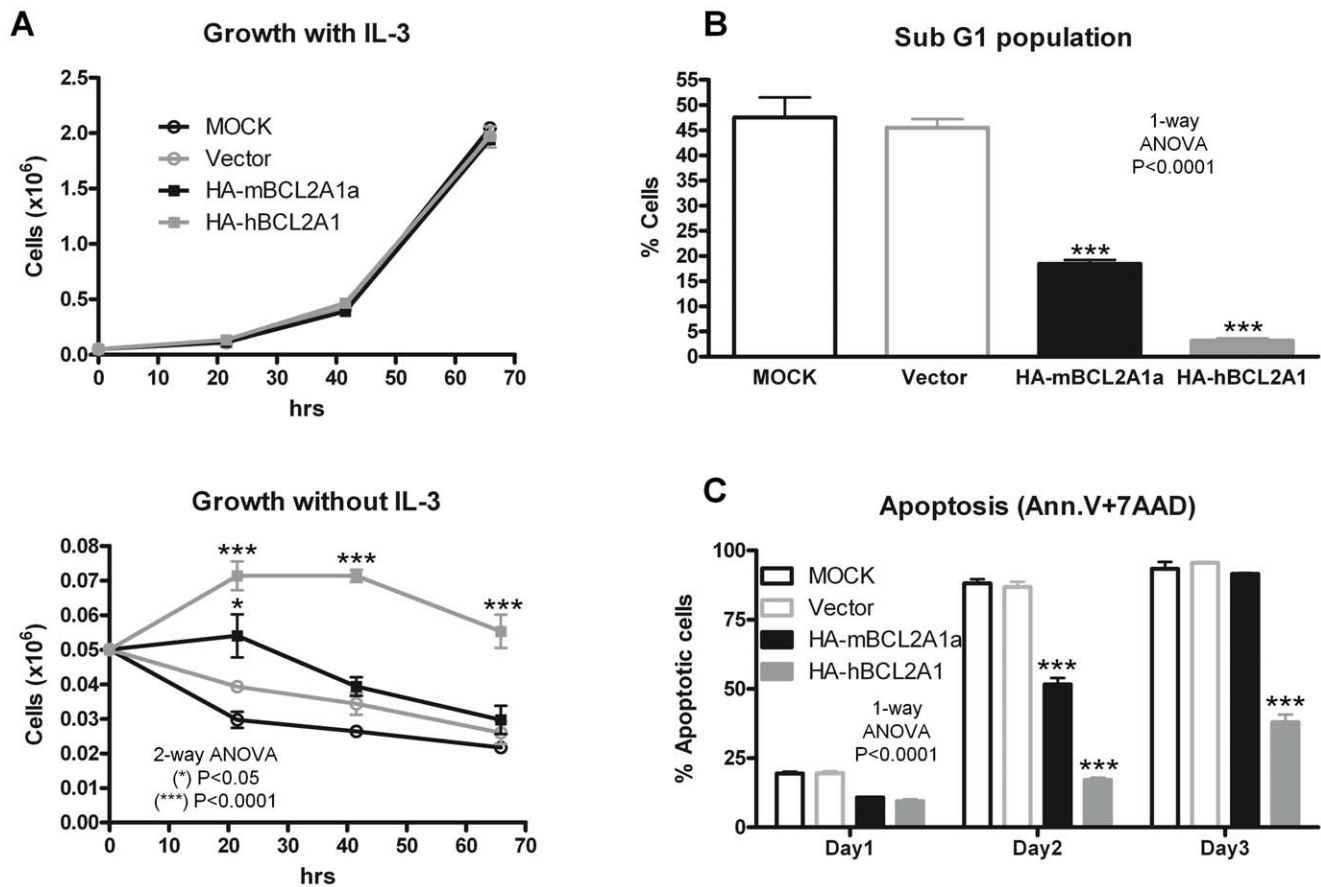 A
Growth with IL-3
2.5
2.0
1.5
1.0
0.5
0.0
Cells (x10⁶)
MOCK
Vector
HA-mBCL2A1a
HA-hBCL2A1
0 10 20 30 40 50 60 70
hrs
Growth without IL-3
0.08
0.07
0.06
0.05
0.04
0.03
0.02
0.01
0.00
Cells (x10⁶)
***
***
***
*
2-way ANOVA
(*) P<0.05
(***) P<0.0001
0 10 20 30 40 50 60 70
hrs
B
Sub G1 population
55
50
45
40
35
30
25
20
15
10
5
0
% Cells
1-way
ANOVA
P<0.0001
***
***
MOCK Vector HA-mBCL2A1a HA-hBCL2A1
C
Apoptosis (Ann.V+7AAD)
100
75
50
25
0
% Apoptotic cells
MOCK
Vector
HA-mBCL2A1a
HA-hBCL2A1
1-way
ANOVA
P<0.0001
***
***
***
Day1 Day2 Day3